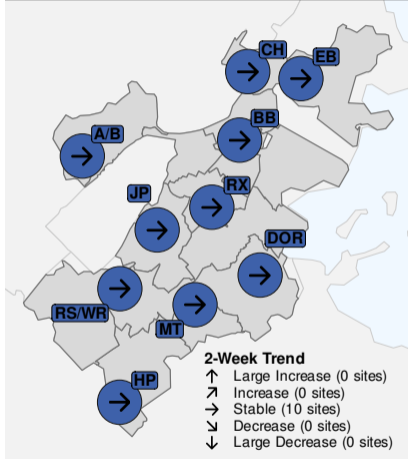 CH
EB
BB
A/B
RX
JP
DOR
RS/WR
MT
HP
2-Week Trend
↑ Large Increase (0 sites)
↗ Increase (0 sites)
→ Stable (10 sites)
↘ Decrease (0 sites)
↓ Large Decrease (0 sites)